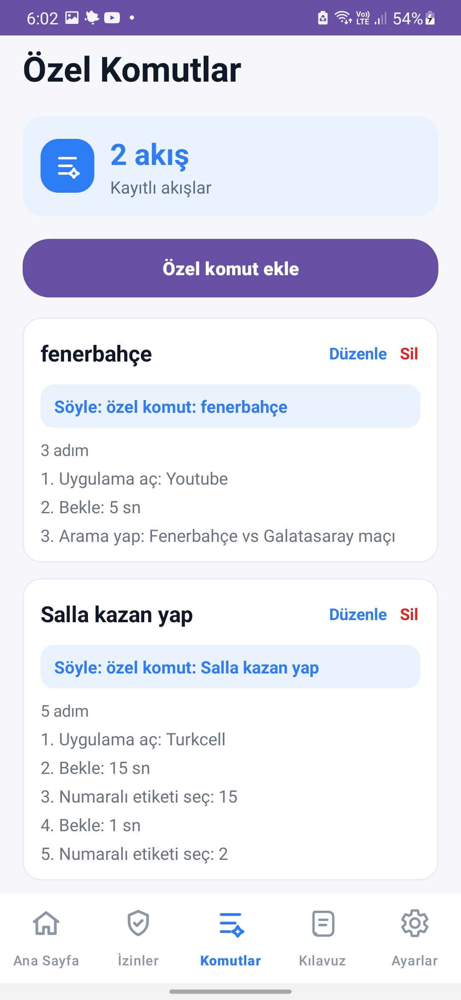 6:02
Vo)) LTE
54%
Özel Komutlar
2 akış
Kayıtlı akışlar
Özel komut ekle
fenerbahçe
Düzenle Sil
Söyle: özel komut: fenerbahçe
3 adım
1. Uygulama aç: Youtube
2. Bekle: 5 sn
3. Arama yap: Fenerbahçe vs Galatasaray maçı
Salla kazan yap
Düzenle Sil
Söyle: özel komut: Salla kazan yap
5 adım
1. Uygulama aç: Turkcell
2. Bekle: 15 sn
3. Numaralı etiketi seç: 15
4. Bekle: 1 sn
5. Numaralı etiketi seç: 2
Ana Sayfa İzinler Komutlar Kılavuz Ayarlar